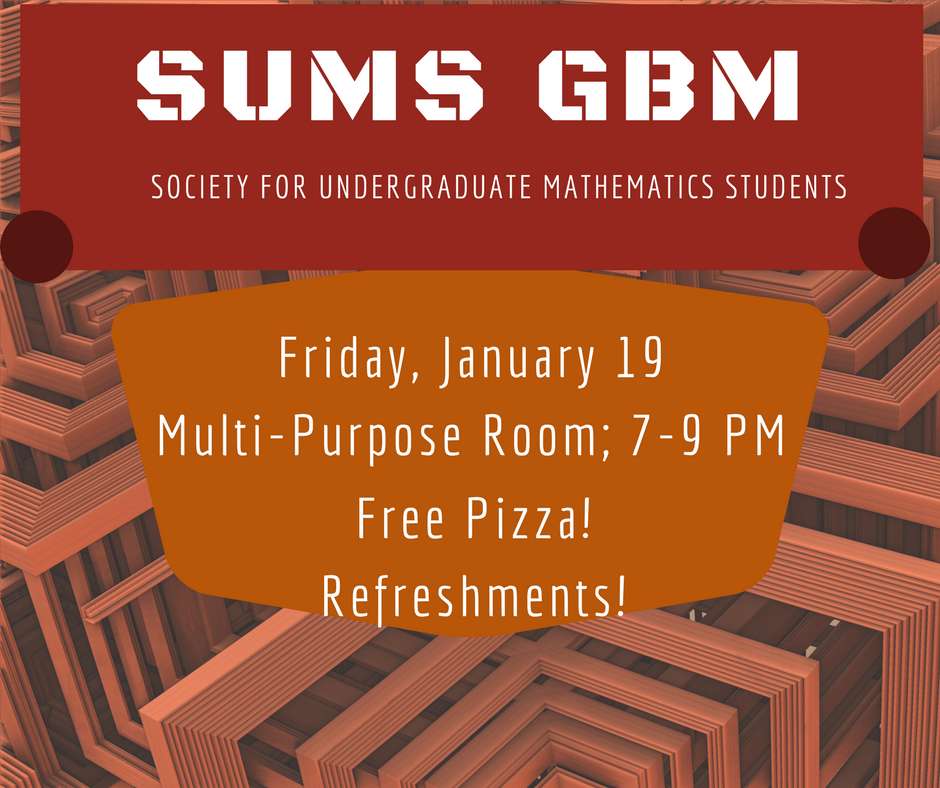 SUMS GBM
SOCIETY FOR UNDERGRADUATE MATHEMATICS STUDENTS
Friday, January 19
Multi-Purpose Room; 7-9 PM
Free Pizza!
Refreshments!